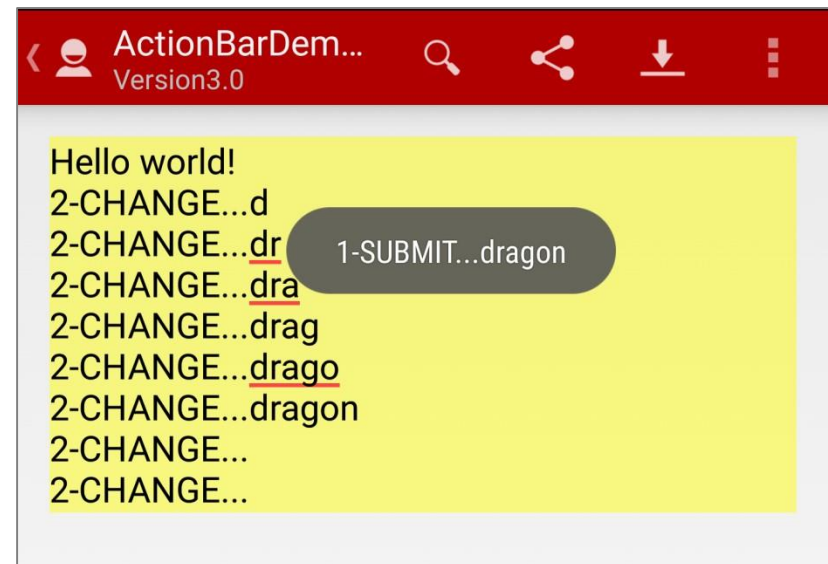 ActionBarDem...
Version3.0
Hello world!
2-CHANGE...d
2-CHANGE...dr
1-SUBMIT...dragon
2-CHANGE...dra
2-CHANGE...drag
2-CHANGE...drago
2-CHANGE...dragon
2-CHANGE...
2-CHANGE...